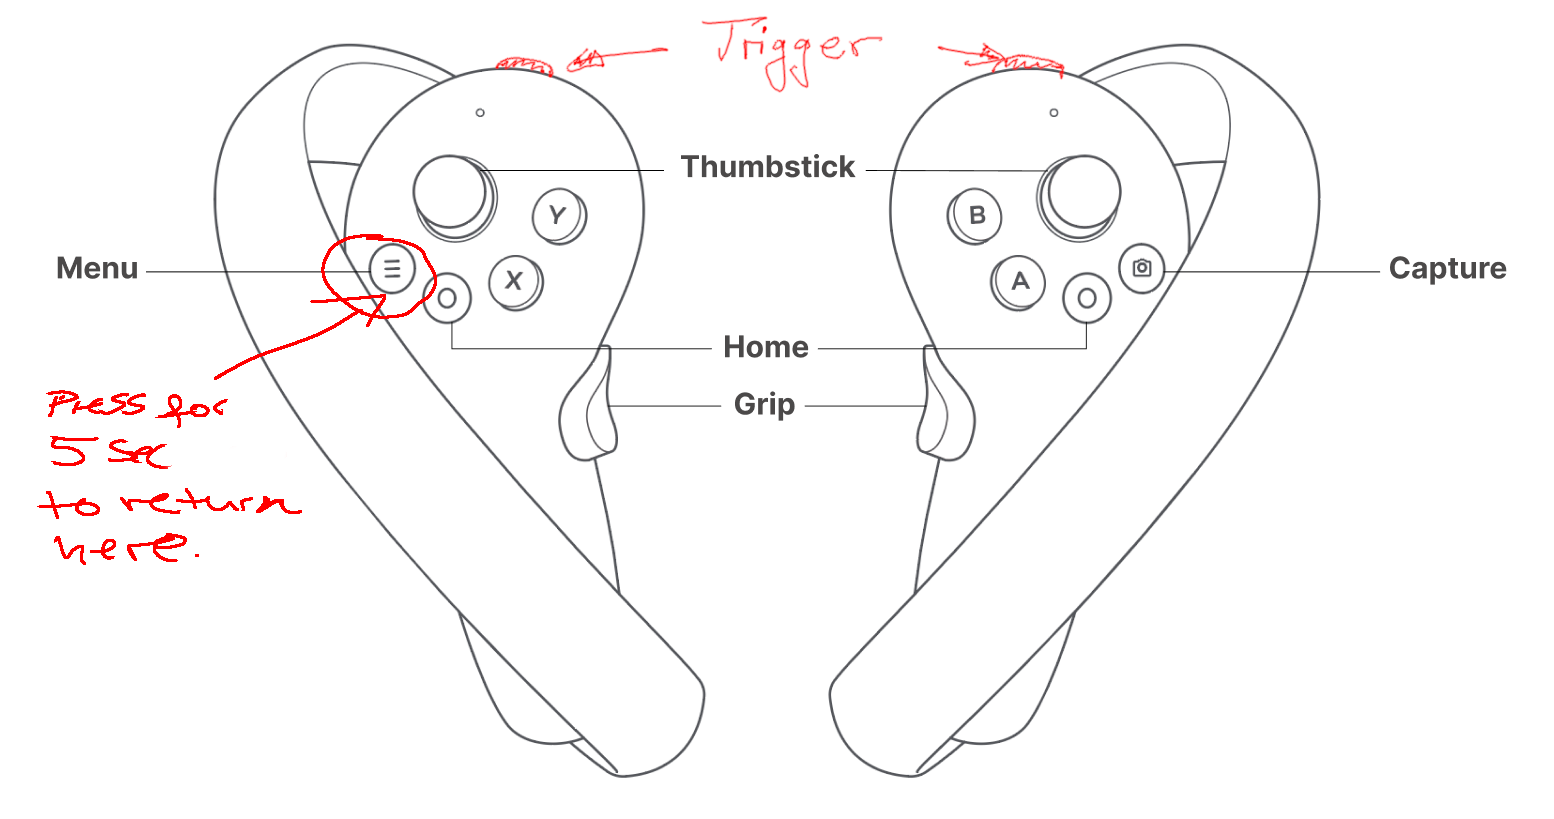 Trigger
Thumbstick
Y
B
Menu
X
A
Capture
Home
Grip
Press for
5 sec
to return
here.